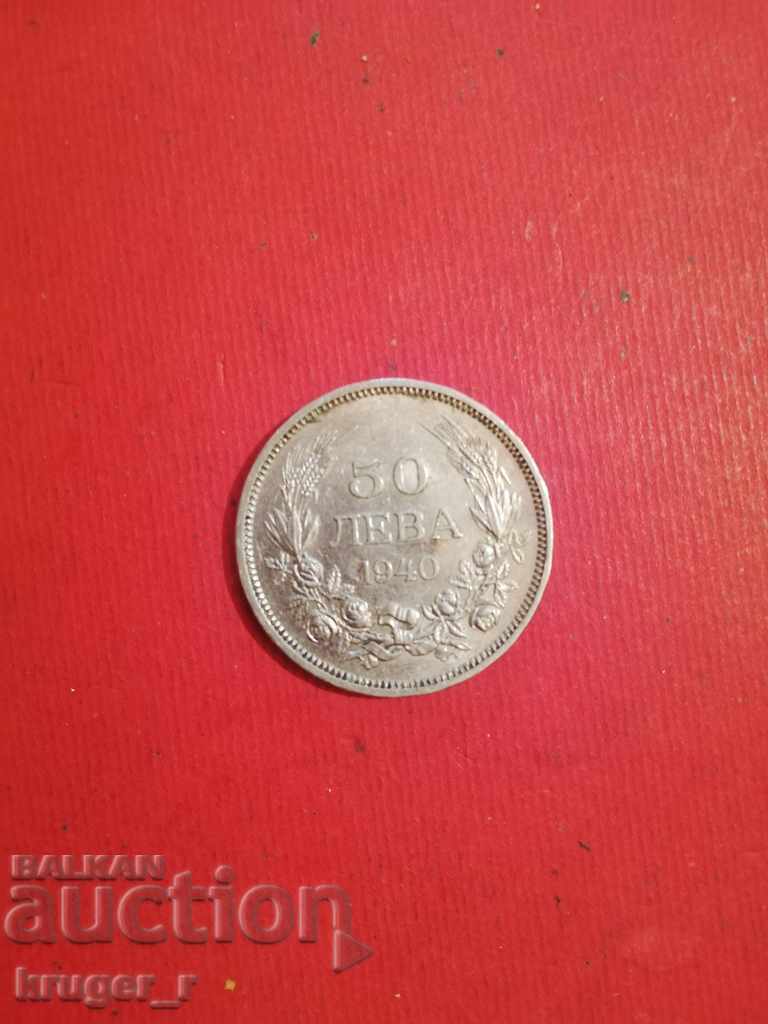 50
ЛЕВА
1940
BALKAN
auction
kruger_r